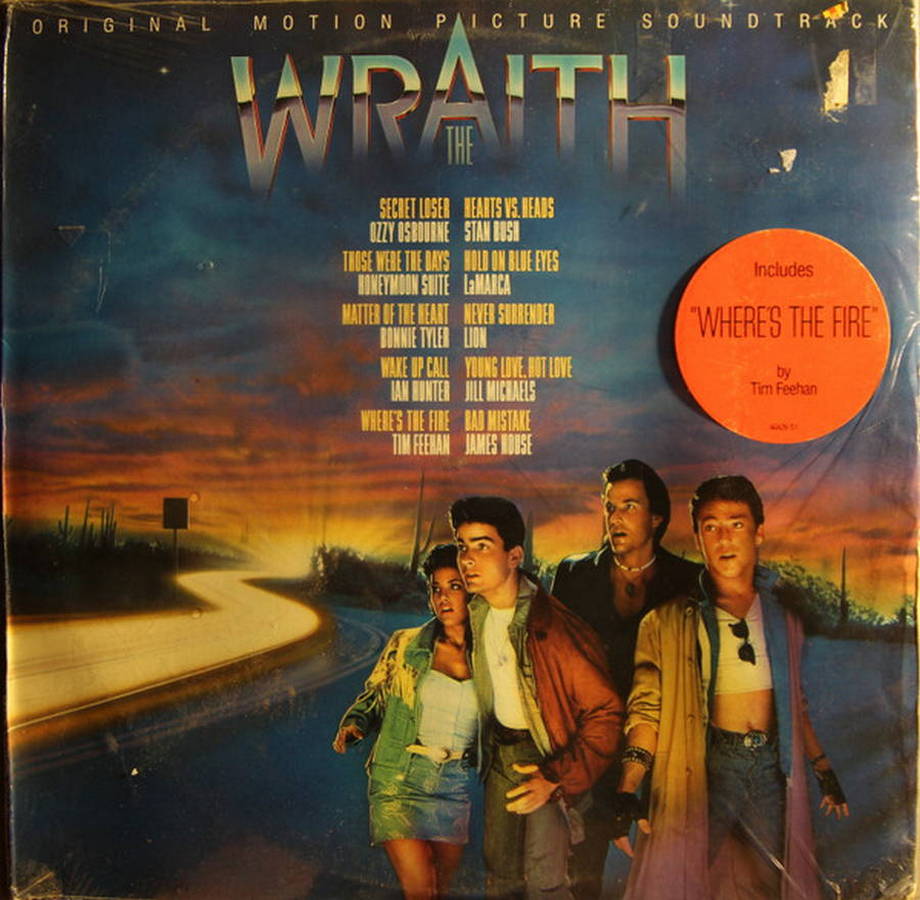 ORIGINAL MOTION PICTURE SOUNDTRACK
WRAITH
THE
SECRET LOSER
OZZY OSBOURNE
THOSE WERE THE DAYS
HONEYMOON SUITE
MATTER OF THE HEART
BONNIE TYLER
WAKE UP CALL
IAN HUNTER
WHERE'S THE FIRE
TIM FEEHAN
HEARTS VS. HEADS
STAN BUSH
HOLD ON BLUE EYES
LaMARCA
NEVER SURRENDER
LION
YOUNG LOVE, HOT LOVE
JILL MICHAELS
BAD MISTAKE
JAMES HOUSE
Includes
"WHERE'S THE FIRE"
by
Tim Feehan